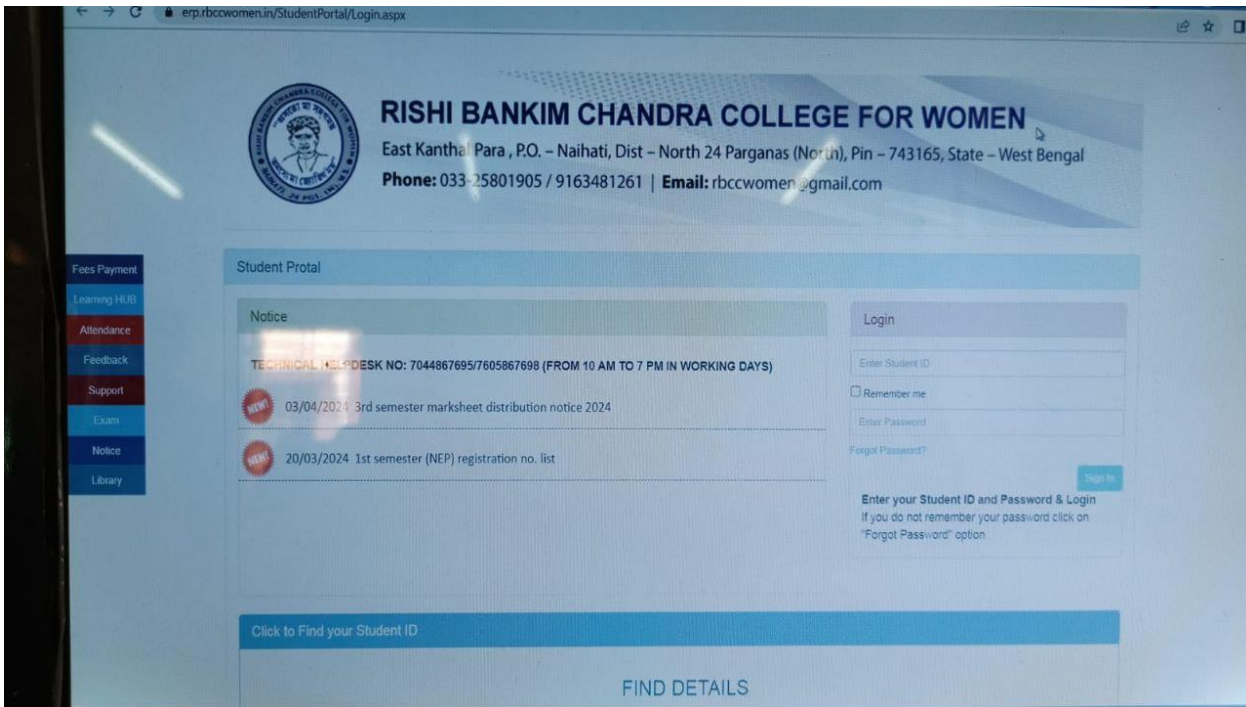 erp.rbccwomen.in/StudentPortal/Login.aspx
RISHI BANKIM CHANDRA COLLEGE FOR WOMEN
East Kanthal Para , P.O. – Naihati, Dist – North 24 Parganas (North), Pin – 743165, State – West Bengal
Phone: 033-25801905 / 9163481261 | Email: rbccwomen@gmail.com
Fees Payment
Learning HUB
Attendance
Feedback
Support
Exam
Notice
Library
Student Protal
Notice
TECHNICAL HELPDESK NO: 7044867695/7605867698 (FROM 10 AM TO 7 PM IN WORKING DAYS)
NEW! 03/04/2024 3rd semester marksheet distribution notice 2024
NEW! 20/03/2024 1st semester (NEP) registration no. list
Login
Enter Student ID
Remember me
Enter Password
Forgot Password?
Sign In
Enter your Student ID and Password & Login
If you do not remember your password click on
"Forgot Password" option
Click to Find your Student ID
FIND DETAILS